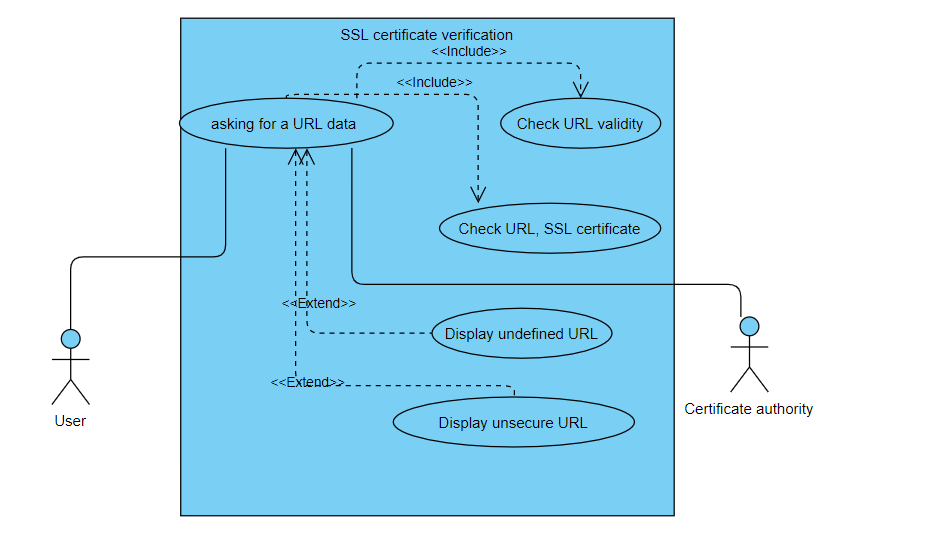 SSL certificate verification
<<Include>>
<<Include>>
asking for a URL data
Check URL validity
Check URL, SSL certificate
<<Extend>>
Display undefined URL
<<Extend>>
Display unsecure URL
User
Certificate authority